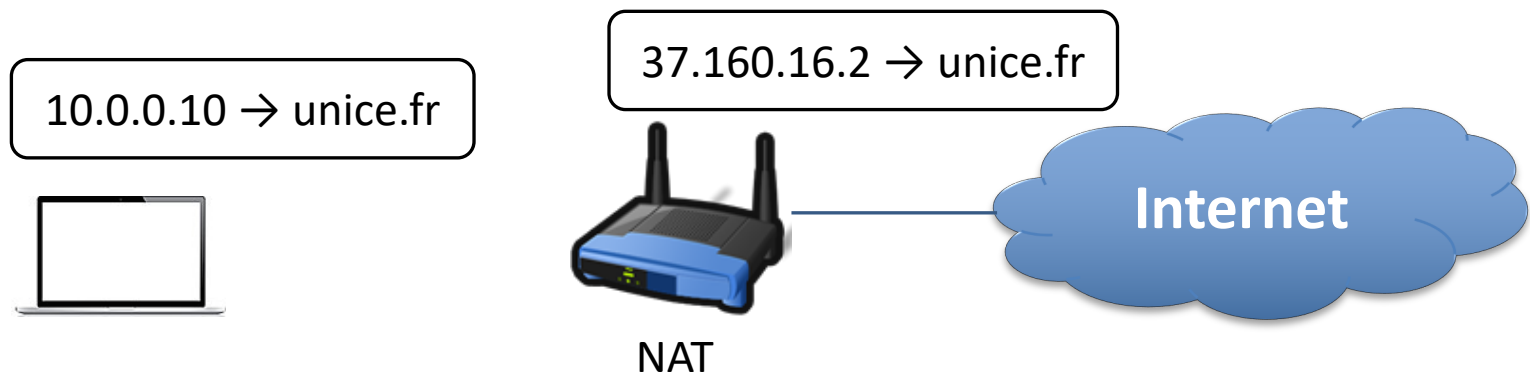 37.160.16.2 → unice.fr
10.0.0.10 → unice.fr
Internet
NAT